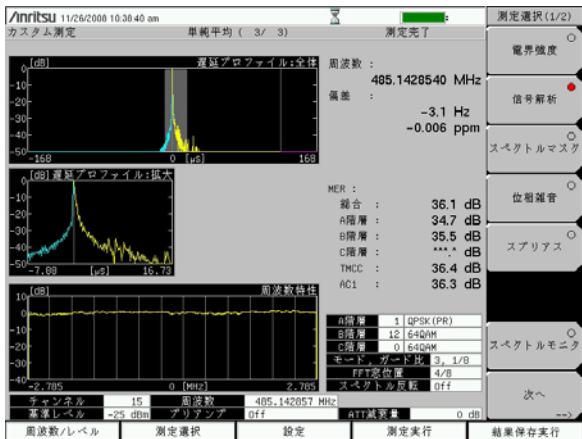 Anritsu 11/26/2008 10:38:40 am
測定選択(1/2)
カスタム測定 単純平均 ( 3/ 3) 測定完了
電界強度
信号解析
スペクトルマスク
位相雑音
スプリアス
スペクトルモニタ
次へ
-->
[dB] 遅延プロファイル:全体
0
-10
-20
-30
-40
-50
-168 0 [μS] 168
周波数 :
485.1428540 MHz
偏差 :
-3.1 Hz
-0.006 ppm
[dB] 遅延プロファイル:拡大
0
-10
-20
-30
-40
-50
-7.08 [μS] 16.73
MER :
総合 : 36.1 dB
A階層 : 34.7 dB
B階層 : 35.5 dB
C階層 : ***.* dB
TMCC : 36.4 dB
AC1 : 36.3 dB
[dB] 周波数特性
10
0
-10
-20
-30
-40
-2.785 0 [MHz] 2.785
A階層 1 QPSK(PR)
B階層 12 64QAM
C階層 0 64QAM
モード, ガード比 3, 1/8
FFT窓位置 4/8
スペクトル反転 Off
チャンネル 15 周波数 485.142857 MHz
基準レベル -25 dBm プリアンプ Off ATT減衰量 0 dB
周波数/レベル 測定選択 設定 測定実行 結果保存実行